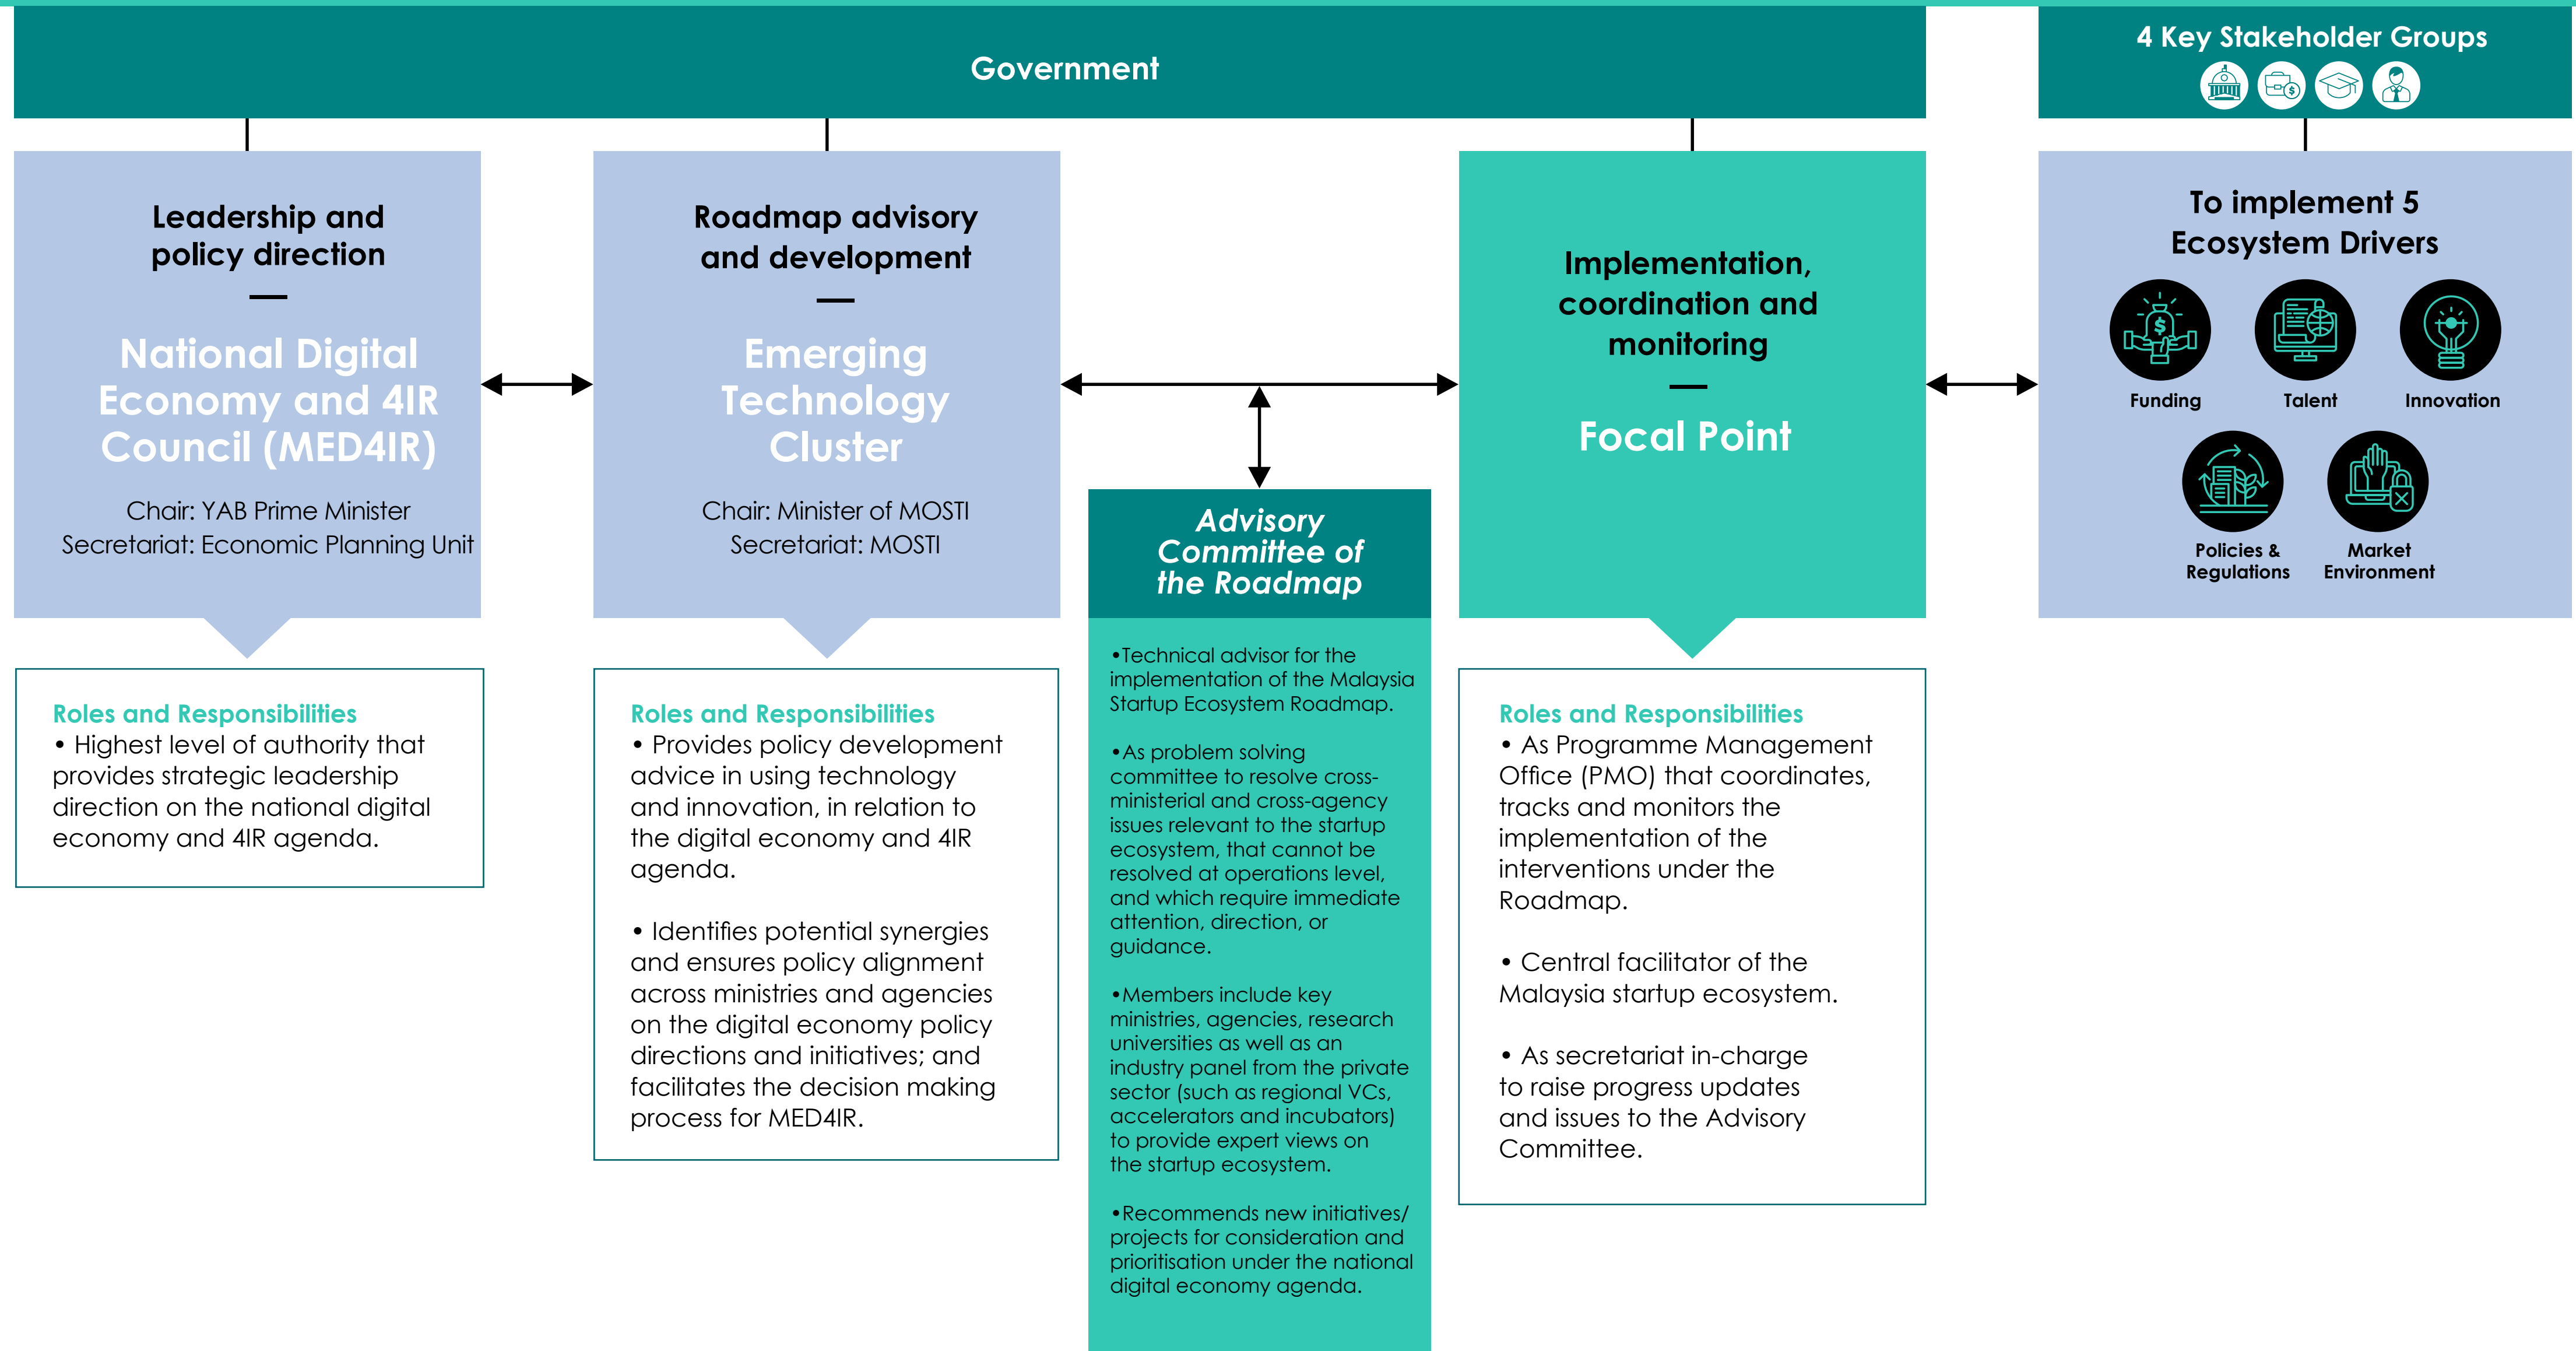 Government
4 Key Stakeholder Groups
Leadership and
policy direction
National Digital
Economy and 4IR
Council (MED4IR)
Chair: YAB Prime Minister
Secretariat: Economic Planning Unit
Roles and Responsibilities
• Highest level of authority that
provides strategic leadership
direction on the national digital
economy and 4IR agenda.
Roadmap advisory
and development
Emerging
Technology
Cluster
Chair: Minister of MOSTI
Secretariat: MOSTI
Roles and Responsibilities
• Provides policy development
advice in using technology
and innovation, in relation to
the digital economy and 4IR
agenda.
• Identifies potential synergies
and ensures policy alignment
across ministries and agencies
on the digital economy policy
directions and initiatives; and
facilitates the decision making
process for MED4IR.
Advisory
Committee of
the Roadmap
•Technical advisor for the
implementation of the Malaysia
Startup Ecosystem Roadmap.
•As problem solving
committee to resolve cross-
ministerial and cross-agency
issues relevant to the startup
ecosystem, that cannot be
resolved at operations level,
and which require immediate
attention, direction, or
guidance.
•Members include key
ministries, agencies, research
universities as well as an
industry panel from the private
sector (such as regional VCs,
accelerators and incubators)
to provide expert views on
the startup ecosystem.
•Recommends new initiatives/
projects for consideration and
prioritisation under the national
digital economy agenda.
Implementation,
coordination and
monitoring
Focal Point
Roles and Responsibilities
• As Programme Management
Office (PMO) that coordinates,
tracks and monitors the
implementation of the
interventions under the
Roadmap.
• Central facilitator of the
Malaysia startup ecosystem.
• As secretariat in-charge
to raise progress updates
and issues to the Advisory
Committee.
To implement 5
Ecosystem Drivers
Funding
Talent
Innovation
Policies &
Regulations
Market
Environment